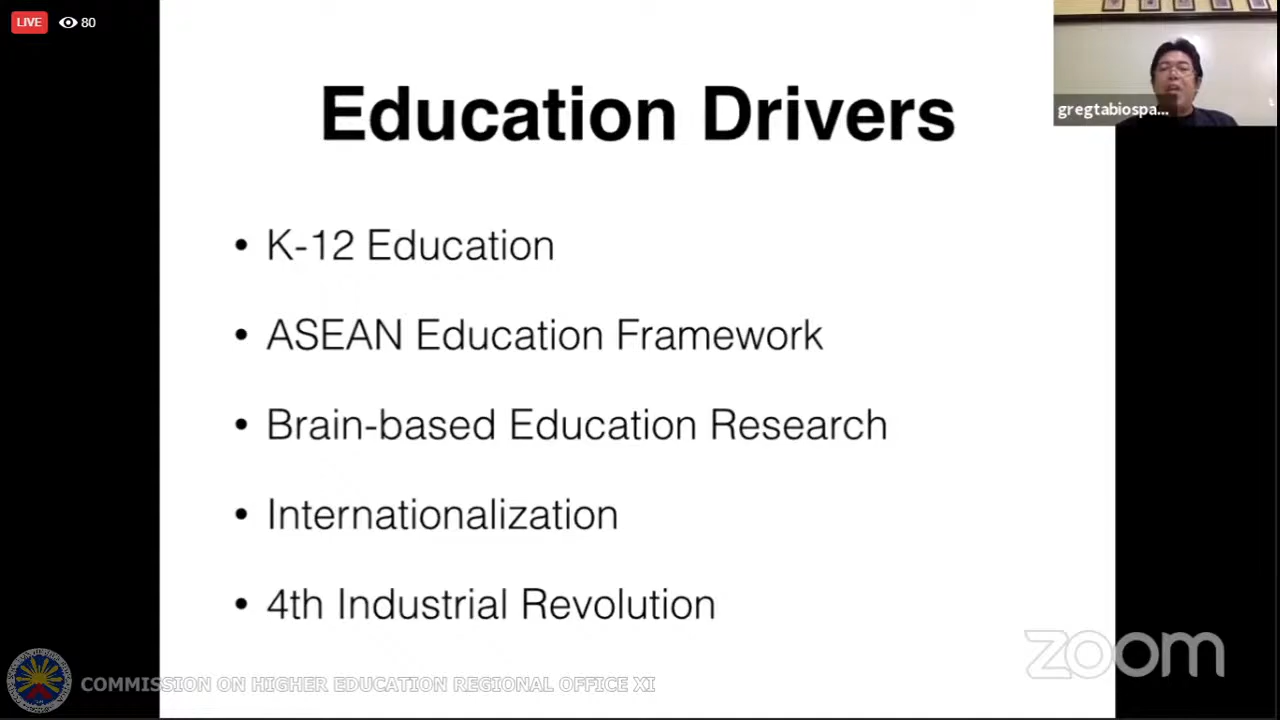 LIVE 80
Education Drivers
gregtabiospa...
• K-12 Education
• ASEAN Education Framework
• Brain-based Education Research
• Internationalization
• 4th Industrial Revolution
zoom
COMMISSION ON HIGHER EDUCATION REGIONAL OFFICE XI